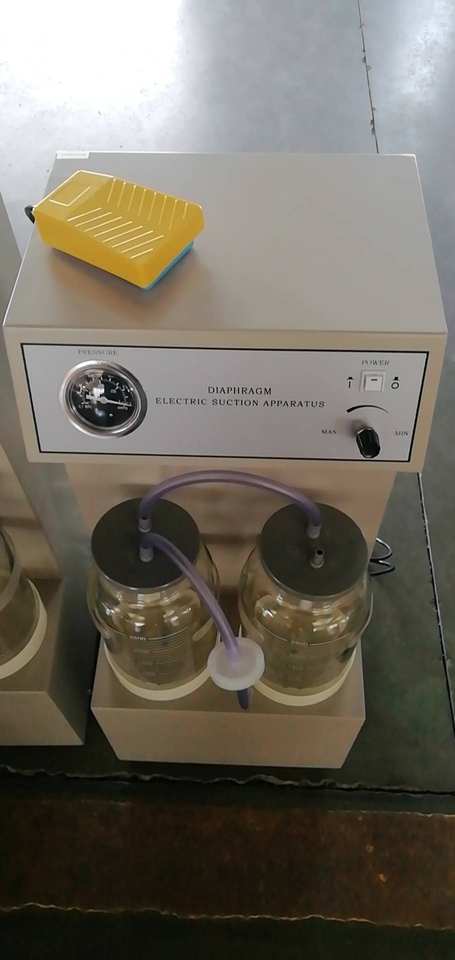 PRESSURE
POWER
DIAPHRAGM
ELECTRIC SUCTION APPARATUS
MAX
MIN